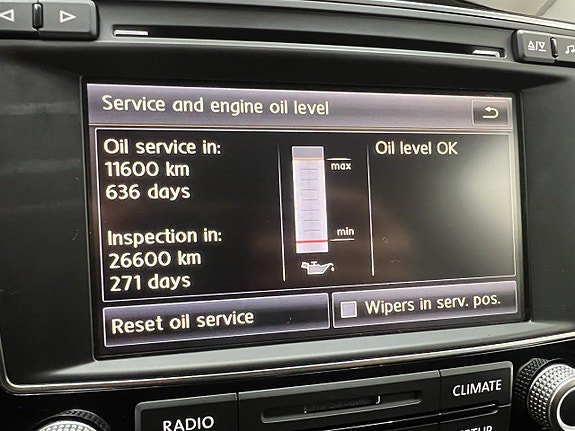 Service and engine oil level
Oil service in:
11600 km
636 days
Inspection in:
26600 km
271 days
max
min
Oil level OK
Reset oil service
Wipers in serv. pos.
RADIO
CLIMATE
SETUP